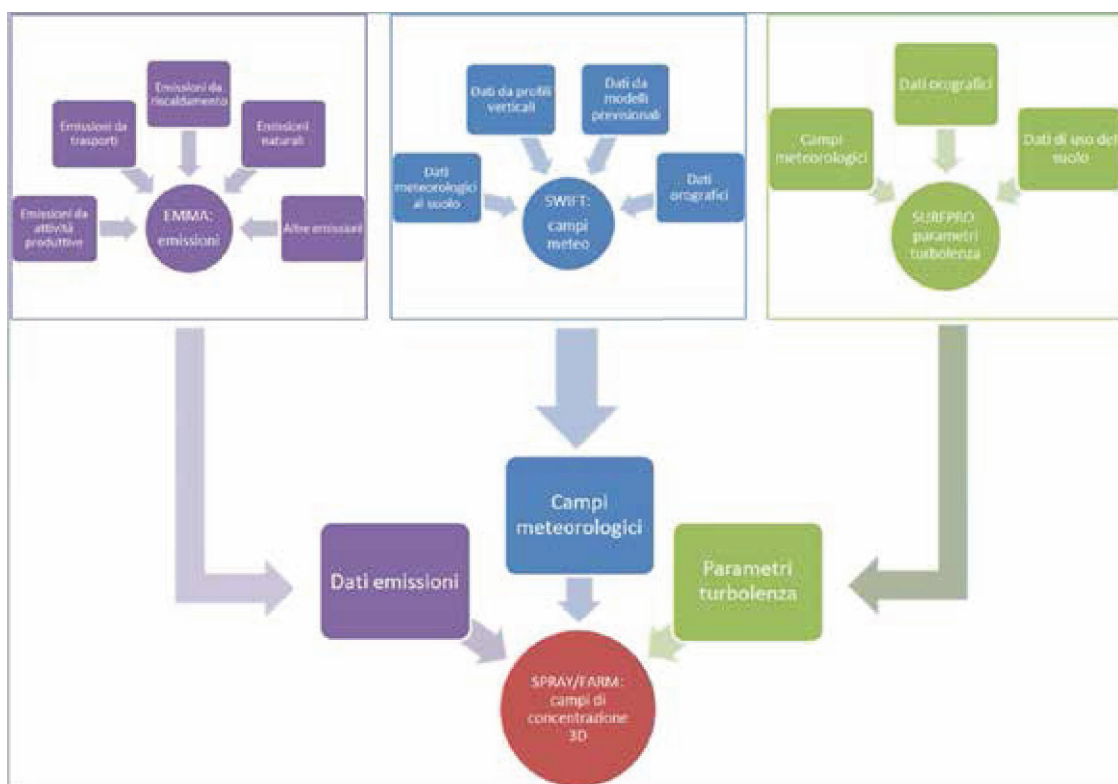 Emissioni da
riscaldamento
Emissioni da
trasporti
Emissioni
naturali
Emissioni da
attività
produttive
EMMA:
emissioni
Altre emissioni
Dati da profili
verticali
Dati da
modelli
previsionali
Dati
meteorologici
al suolo
SWIFT:
campi
meteo
Dati
orografici
Dati orografici
Campi
meteorologici
Dati di uso del
suolo
SURFPRO:
parametri
turbolenza
Campi
meteorologici
Dati emissioni
Parametri
turbolenza
SPRAY/FARM:
campi di
concentrazione
3D